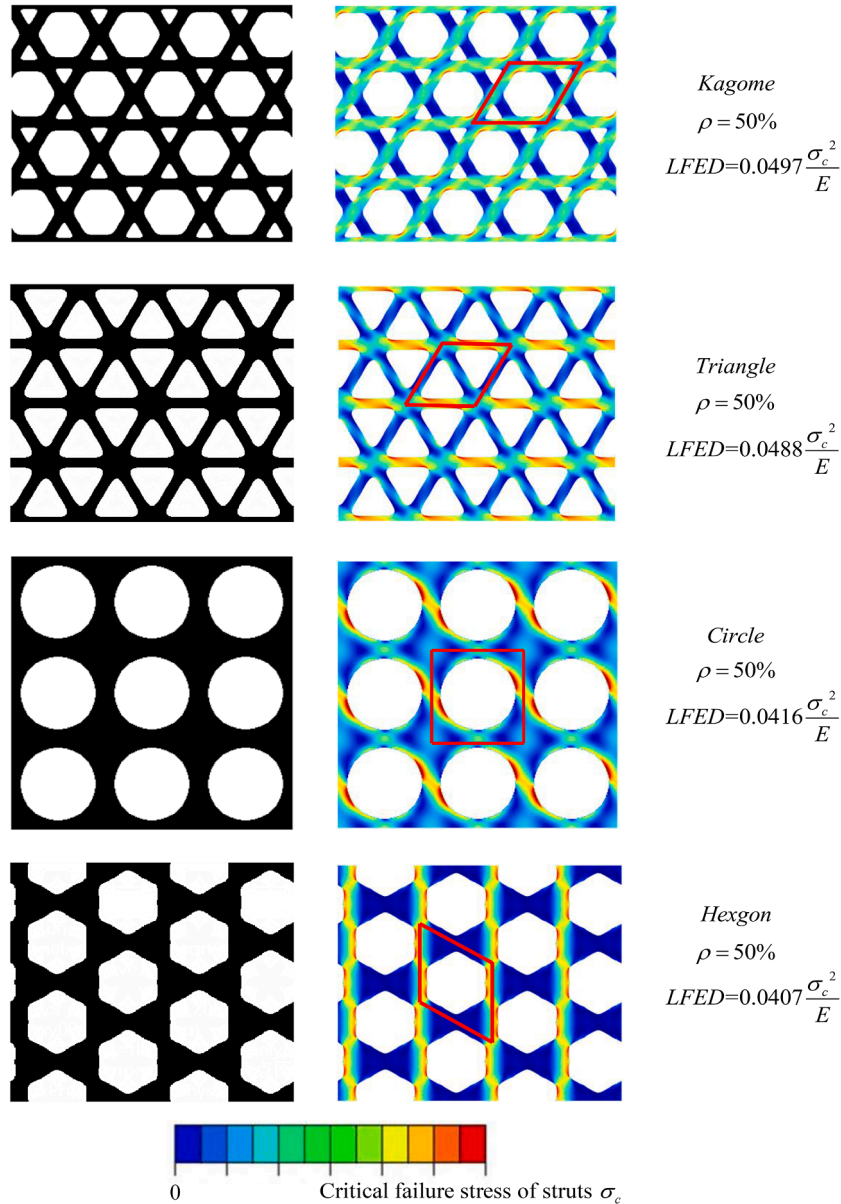 Kagome
ρ = 50%
LFED=0.0497 σc²/E
Triangle
ρ = 50%
LFED=0.0488 σc²/E
Circle
ρ = 50%
LFED=0.0416 σc²/E
Hexgon
ρ = 50%
LFED=0.0407 σc²/E
0 Critical failure stress of struts σc